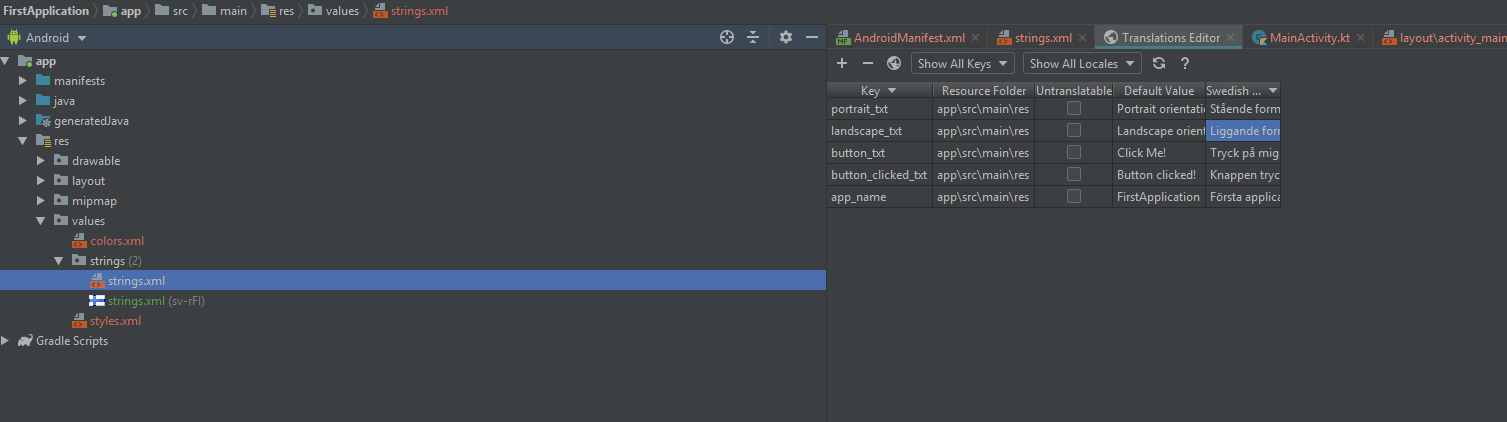 FirstApplication app src main res values strings.xml
Android
app
manifests
java
generatedJava
res
drawable
layout
mipmap
values
colors.xml
strings (2)
strings.xml
strings.xml (sv-rFI)
styles.xml
Gradle Scripts
MF AndroidManifest.xml strings.xml Translations Editor MainActivity.kt layout\activity_main
Show All Keys Show All Locales ?
Key Resource Folder Untranslatable Default Value Swedish ...
portrait_txt app\src\main\res Portrait orientatio Stående form
landscape_txt app\src\main\res Landscape orient Liggande forr
button_txt app\src\main\res Click Me! Tryck på mig
button_clicked_txt app\src\main\res Button clicked! Knappen tryc
app_name app\src\main\res FirstApplication Första applica